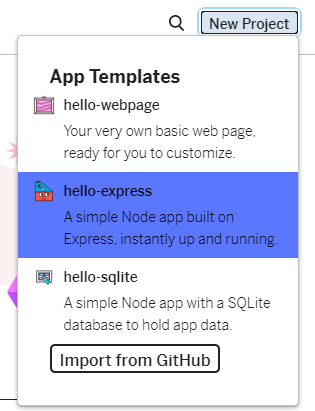 New Project
App Templates
hello-webpage
Your very own basic web page,
ready for you to customize.
hello-express
A simple Node app built on
Express, instantly up and running.
hello-sqlite
A simple Node app with a SQLite
database to hold app data.
Import from GitHub